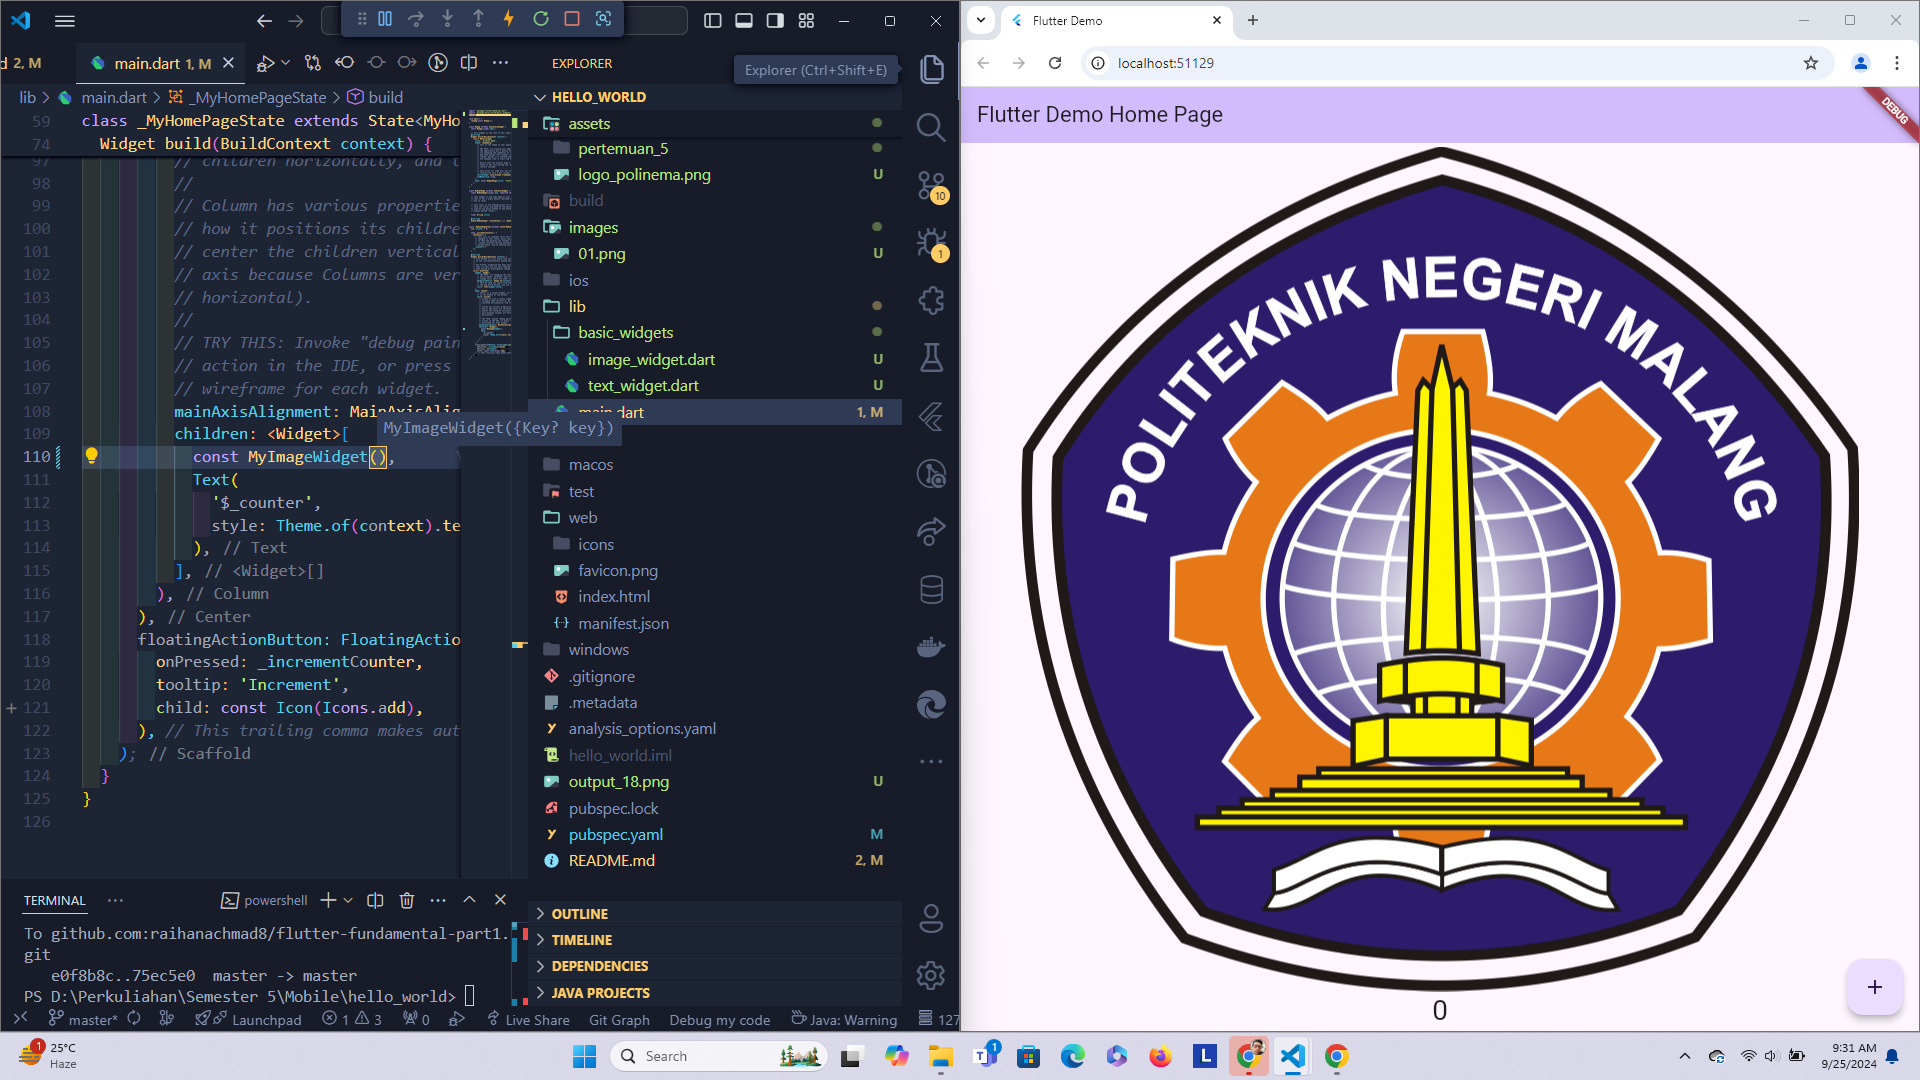 d 2, M
main.dart 1, M
lib > main.dart > _MyHomePageState > build
59 class _MyHomePageState extends State<MyHo
74 Widget build(BuildContext context) {
97 // children horizontally, and t
98 //
99 // Column has various propertie
100 // how it positions its childre
101 // center the children vertical
102 // axis because Columns are ver
103 // horizontal).
104 //
105 // TRY THIS: Invoke "debug pain
106 // action in the IDE, or press
107 // wireframe for each widget.
108 mainAxisAlignment: MainAxisAlig
109 children: <Widget>[
MyImageWidget({Key? key})
110 const MyImageWidget(),
111 Text(
112 '$_counter',
113 style: Theme.of(context).te
114 ), // Text
115 ], // <Widget>[]
116 ), // Column
117 ), // Center
118 floatingActionButton: FloatingActio
119 onPressed: _incrementCounter,
120 tooltip: 'Increment',
121 child: const Icon(Icons.add),
122 ), // This trailing comma makes aut
123 ); // Scaffold
124 }
125 }
126
TERMINAL
powershell
To github.com:raihanachmad8/flutter-fundamental-part1.
git
e0f8b8c..75ec5e0 master -> master
PS D:\Perkuliahan\Semester 5\Mobile\hello_world>
EXPLORER
Explorer (Ctrl+Shift+E)
HELLO_WORLD
assets
pertemuan_5
logo_polinema.png U
build
images
01.png U
ios
lib
basic_widgets
image_widget.dart U
text_widget.dart U
main.dart 1, M
macos
test
web
icons
favicon.png
index.html
manifest.json
windows
.gitignore
.metadata
analysis_options.yaml
hello_world.iml
output_18.png U
pubspec.lock
pubspec.yaml M
README.md 2, M
OUTLINE
TIMELINE
DEPENDENCIES
JAVA PROJECTS
10
1
master* Launchpad 1 3 0 Live Share Git Graph Debug my code Java: Warning 127
Flutter Demo
localhost:51129
Flutter Demo Home Page
DEBUG
POLITEKNIK NEGERI MALANG
0
+
1
25°C
Haze
Search
1
9:31 AM
9/25/2024